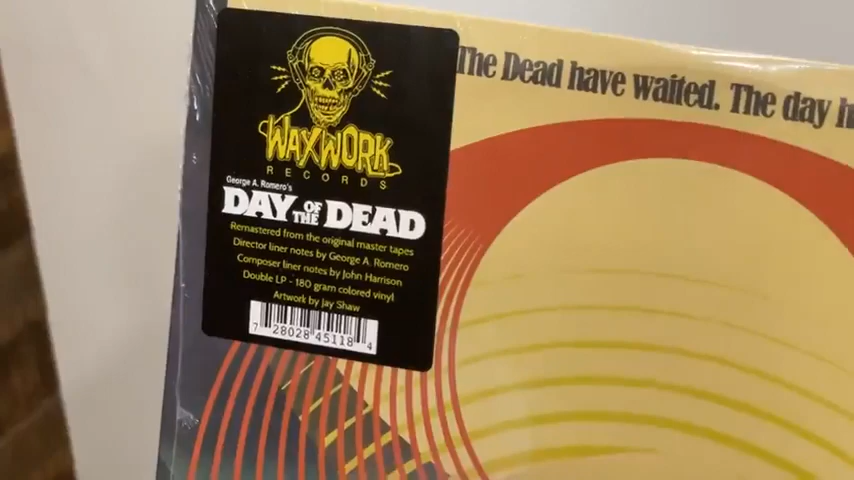 The Dead have waited. The day h
WAXWORK
RECORDS
George A. Romero's
DAY OF THE DEAD
Remastered from the original master tapes
Director liner notes by George A. Romero
Composer liner notes by John Harrison
Double LP - 180 gram colored vinyl
Artwork by Jay Shaw
7 28028 45118 4